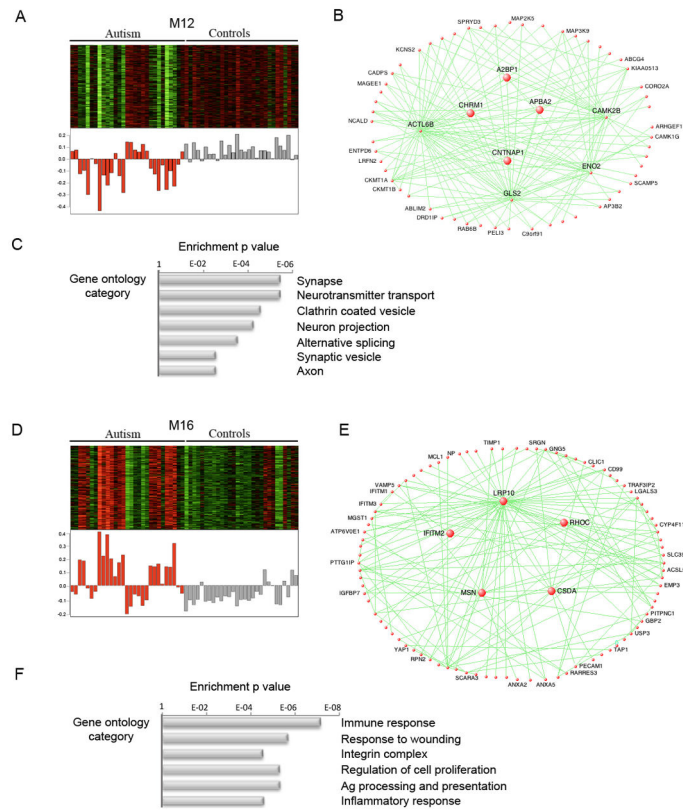 A
M12
Autism
Controls
0.2
0.1
0.0
-0.1
-0.2
-0.3
-0.4
B
MAP2K5
SPRYD3
MAP3K9
KCNS2
ABCG4
KIAA0513
A2BP1
CADPS
MAGEE1
CORO2A
CHRM1
APBA2
CAMK2B
NCALD
ACTL6B
ARHGEF1
CAMK1G
CNTNAP1
ENTPD6
LRFN2
ENO2
CKMT1A
CKMT1B
SCAMP5
GLS2
ABLIM2
AP3B2
DRD1IP
RAB6B
PELI3
C9orf91
C
Enrichment p value
1 E-02 E-04 E-06
Gene ontology category
Synapse
Neurotransmitter transport
Clathrin coated vesicle
Neuron projection
Alternative splicing
Synaptic vesicle
Axon
D
M16
Autism
Controls
0.4
0.3
0.2
0.1
0.0
-0.1
-0.2
E
TIMP1
SRGN
GNG5
NP
MCL1
CLIC1
CD99
VAMP5
IFITM1
TRAF3IP2
LGALS3
LRP10
IFITM3
MGST1
RHOC
CYP4F11
ATP6V0E1
IFITM2
SLC39
PTTG1IP
ACSL5
EMP3
IGFBP7
MSN
CSDA
PITPNC1
GBP2
USP3
YAP1
TAP1
RPN2
PECAM1
RARRES3
SCARA3
ANXA2
ANXA5
F
Enrichment p value
1 E-02 E-04 E-06 E-08
Gene ontology category
Immune response
Response to wounding
Integrin complex
Regulation of cell proliferation
Ag processing and presentation
Inflammatory response